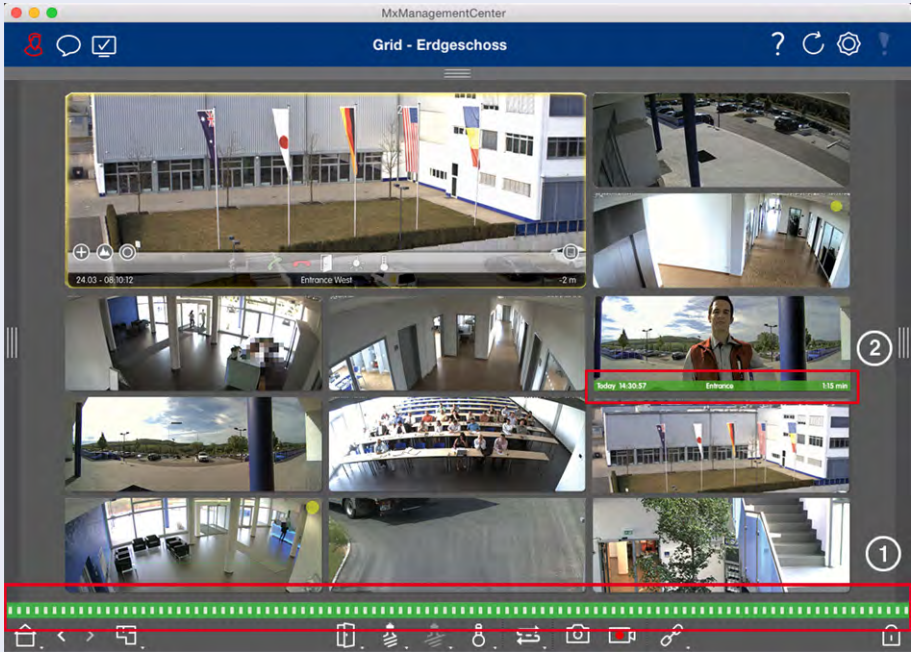 MxManagementCenter
Grid - Erdgeschoss
?
24.03 - 08:10:12 Entrance West -2 m
2
Today 14:30:57 Entrance 1:15 min
1